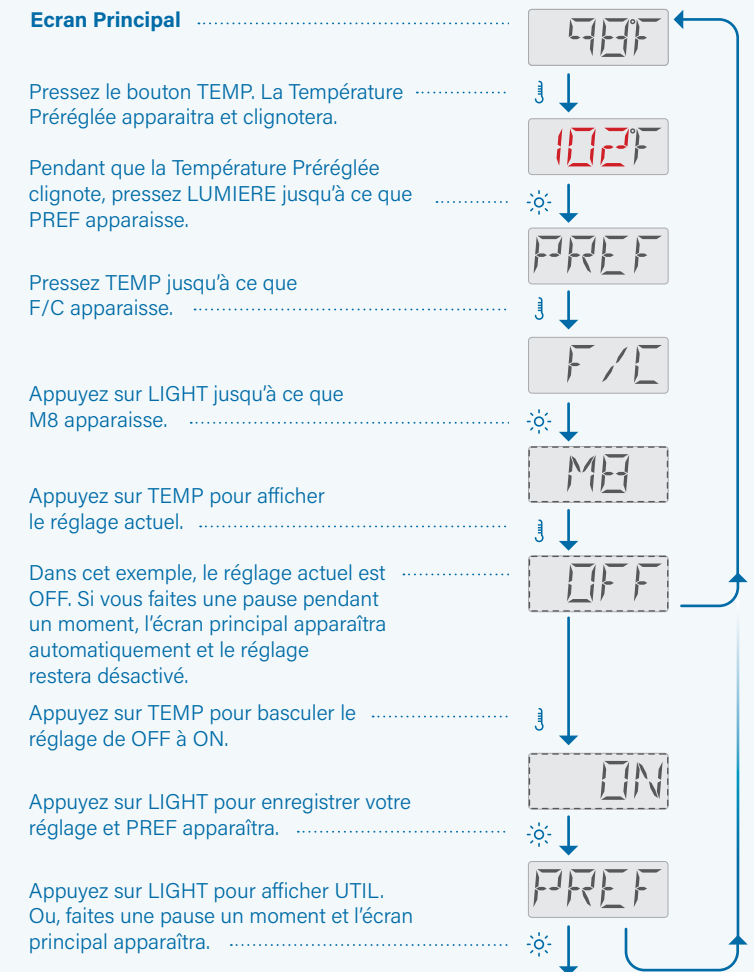 Ecran Principal
98°F
Pressez le bouton TEMP. La Température
Préréglée apparaitra et clignotera.
102°F
Pendant que la Température Préréglée
clignote, pressez LUMIERE jusqu'à ce que
PREF apparaisse.
PREF
Pressez TEMP jusqu'à ce que
F/C apparaisse.
F/C
Appuyez sur LIGHT jusqu'à ce que
M8 apparaisse.
M8
Appuyez sur TEMP pour afficher
le réglage actuel.
OFF
Dans cet exemple, le réglage actuel est
OFF. Si vous faites une pause pendant
un moment, l'écran principal apparaîtra
automatiquement et le réglage
restera désactivé.
Appuyez sur TEMP pour basculer le
réglage de OFF à ON.
ON
Appuyez sur LIGHT pour enregistrer votre
réglage et PREF apparaîtra.
PREF
Appuyez sur LIGHT pour afficher UTIL.
Ou, faites une pause un moment et l'écran
principal apparaîtra.